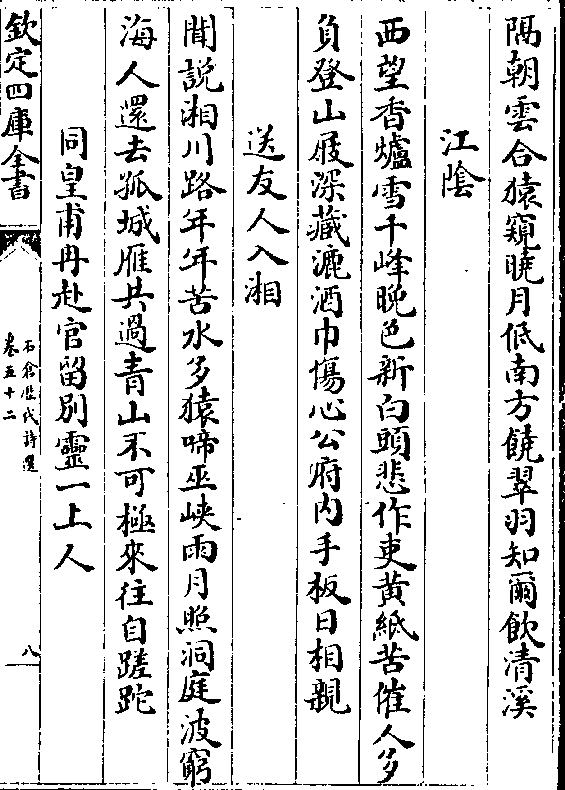 隅朝雲合猿窺曉月低南方饒翠羽知爾飲清溪
江陰
西望香爐雪千峰晩色新白頭悲作吏黄紙苦催人多
負登山屐深藏漉酒巾傷心公府内手板日相親
送友人入湘
聞說湘川路年年苦水多猿啼巫峽雨月照洞庭波窮
海人還去孤城雁共過青山不可極來往自蹉跎
同皇甫冉赴官留別靈一上人
欽定四庫全書
石倉歴代詩選
卷五十二
八